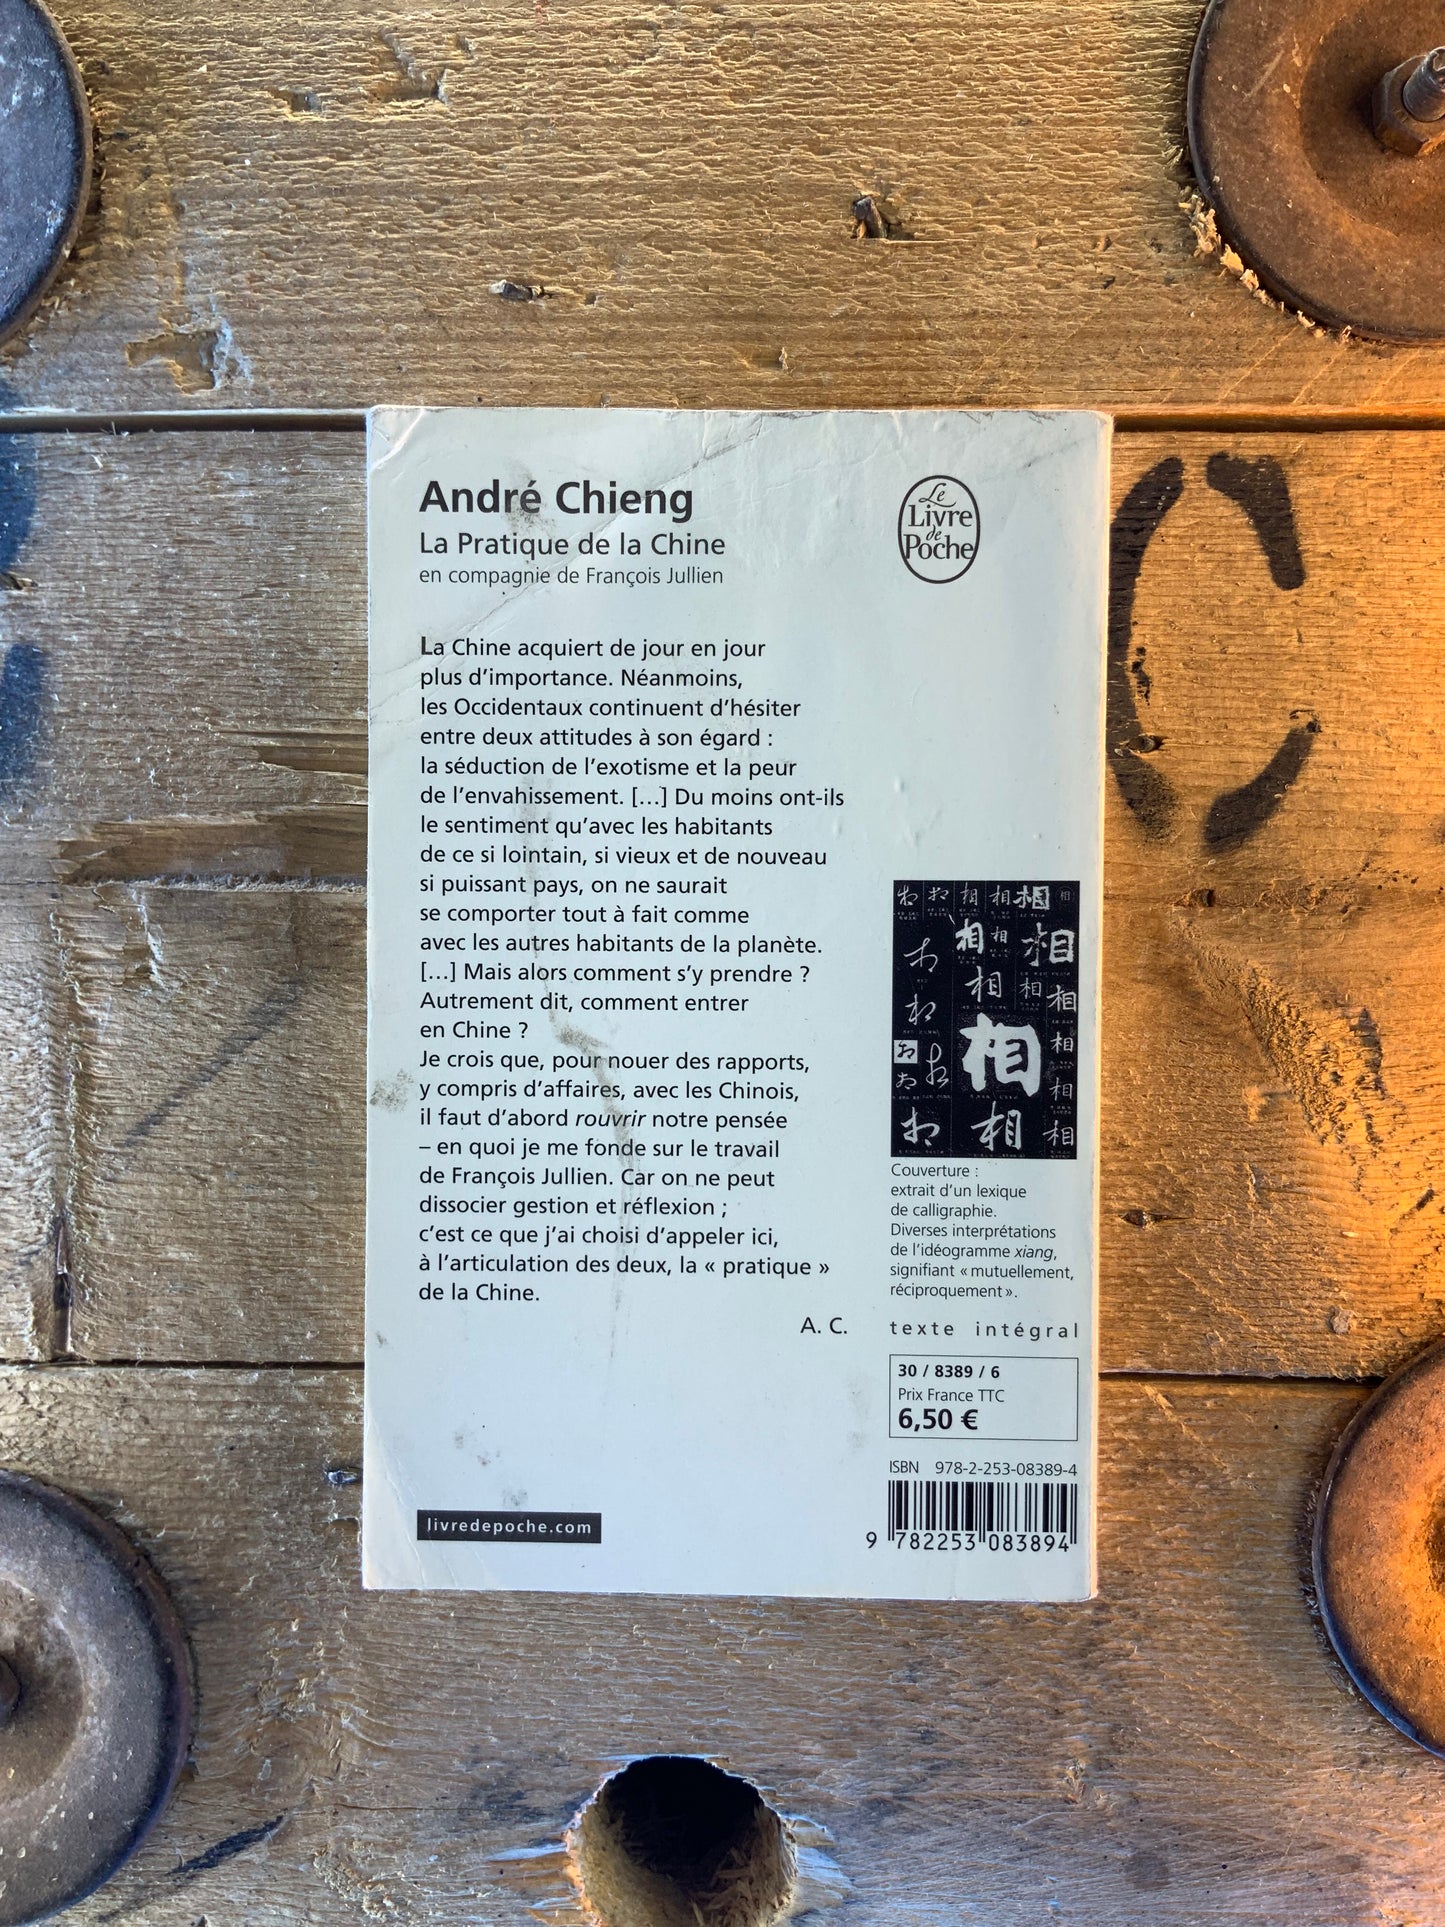 André Chieng
La Pratique de la Chine
en compagnie de François Jullien
Le
Livre
de
Poche
La Chine acquiert de jour en jour
plus d'importance. Néanmoins,
les Occidentaux continuent d'hésiter
entre deux attitudes à son égard :
la séduction de l'exotisme et la peur
de l'envahissement. [...] Du moins ont-ils
le sentiment qu'avec les habitants
de ce si lointain, si vieux et de nouveau
si puissant pays, on ne saurait
se comporter tout à fait comme
avec les autres habitants de la planète.
[...] Mais alors comment s'y prendre ?
Autrement dit, comment entrer
en Chine ?
Je crois que, pour nouer des rapports,
y compris d'affaires, avec les Chinois,
il faut d'abord rouvrir notre pensée
– en quoi je me fonde sur le travail
de François Jullien. Car on ne peut
dissocier gestion et réflexion ;
c'est ce que j'ai choisi d'appeler ici,
à l'articulation des deux, la « pratique »
de la Chine.
A. C.
相
相
相
相
相
Couverture :
extrait d'un lexique
de calligraphie.
Diverses interprétations
de l'idéogramme xiang,
signifiant « mutuellement,
réciproquement ».
texte intégral
30 / 8389 / 6
Prix France TTC
6,50 €
ISBN 978-2-253-08389-4
9 782253 083894
livredepoche.com
C